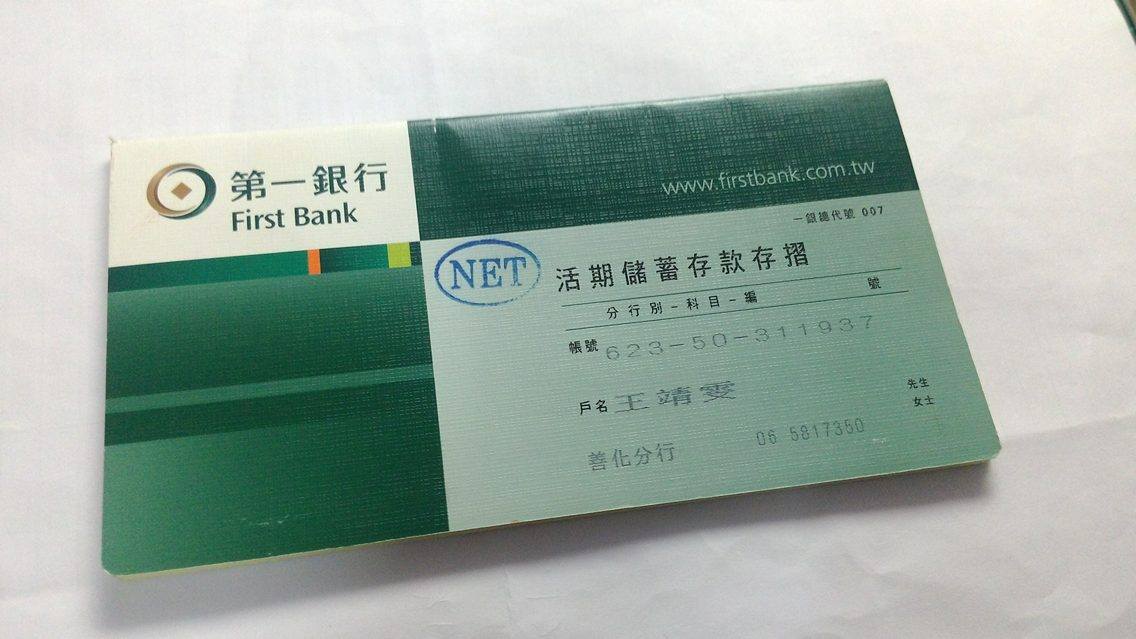 第一銀行
First Bank
www.firstbank.com.tw
一銀總代號 007
NET
活期儲蓄存款存摺
分行別-科目-編號
帳號 623-50-311937
戶名 王靖雯
先生
女士
善化分行 06 5817350